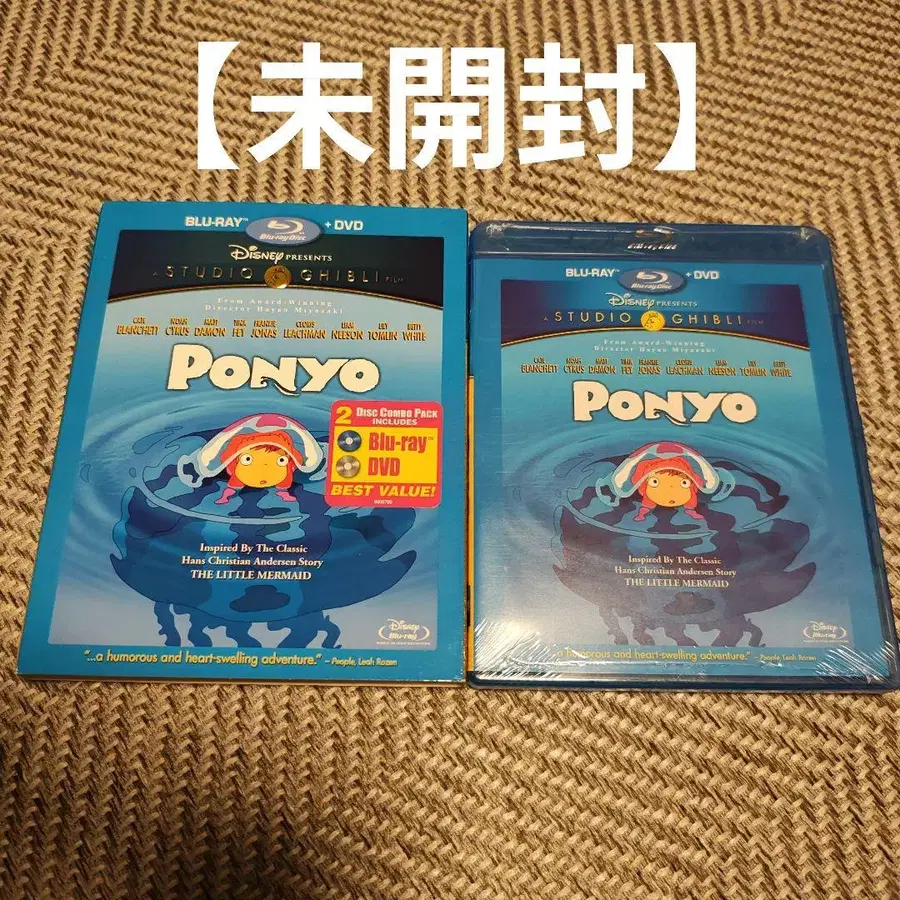 【未開封】
BLU-RAY™ Blu-ray Disc + DVD
DISNEY PRESENTS
A STUDIO GHIBLI FILM
From Award-Winning
Director Hayao Miyazaki
CATE BLANCHETT NOAH CYRUS MATT DAMON TINA FEY FRANKIE JONAS CLORIS LEACHMAN LIAM NEESON LILY TOMLIN BETTY WHITE
PONYO
2 DISC COMBO PACK
INCLUDES
Blu-ray™
DVD
BEST VALUE!
Inspired By The Classic
Hans Christian Andersen Story
THE LITTLE MERMAID
Disney
Blu-ray
"...a humorous and heart-swelling adventure." – People, Leah Rozen
Blu-ray Disc
BLU-RAY™ Blu-ray Disc + DVD
DISNEY PRESENTS
A STUDIO GHIBLI FILM
From Award-Winning
Director Hayao Miyazaki
CATE BLANCHETT NOAH CYRUS MATT DAMON TINA FEY FRANKIE JONAS CLORIS LEACHMAN LIAM NEESON LILY TOMLIN BETTY WHITE
PONYO
Inspired By The Classic
Hans Christian Andersen Story
THE LITTLE MERMAID
Disney
Blu-ray
"...a humorous and heart-swelling adventure." – People, Leah Rozen